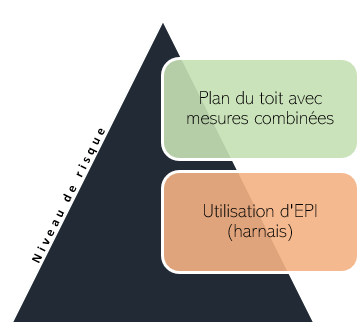 Niveau de risque
Plan du toit avec
mesures combinées
Utilisation d'EPI
(harnais)